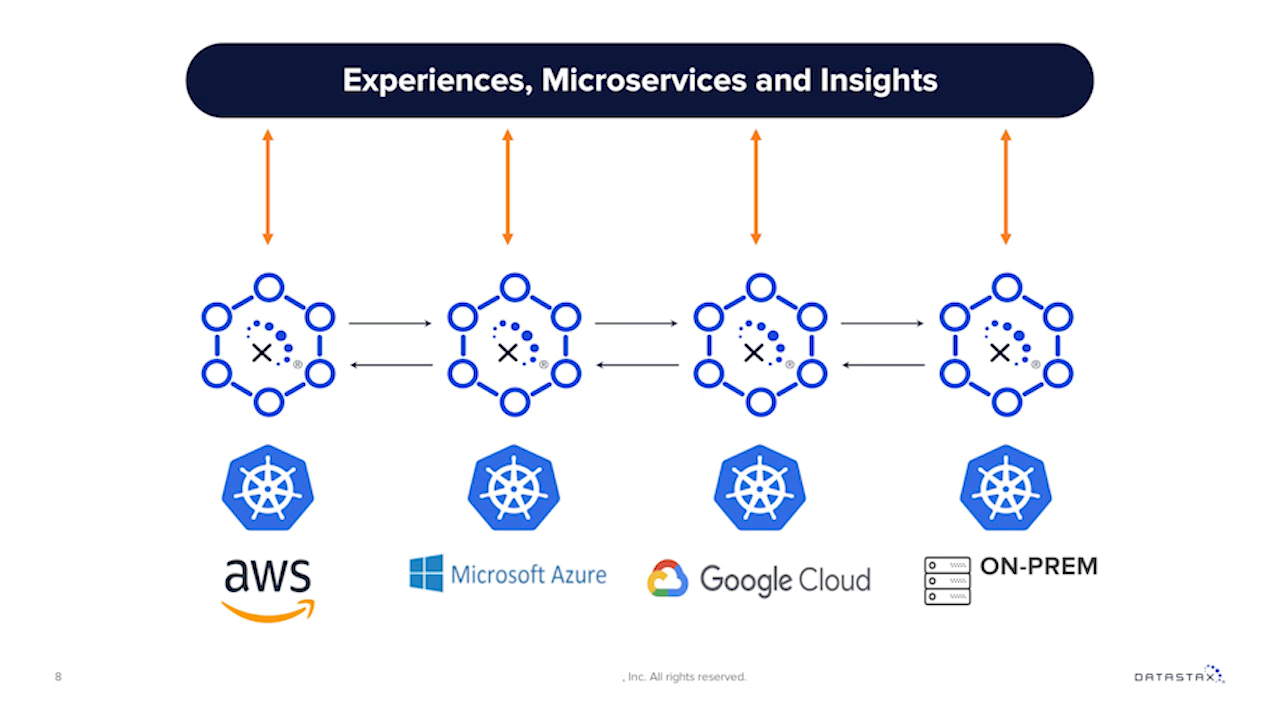 Experiences, Microservices and Insights
®
®
®
®
aws
Microsoft Azure
Google Cloud
ON-PREM
8
, Inc. All rights reserved.
DATASTAX